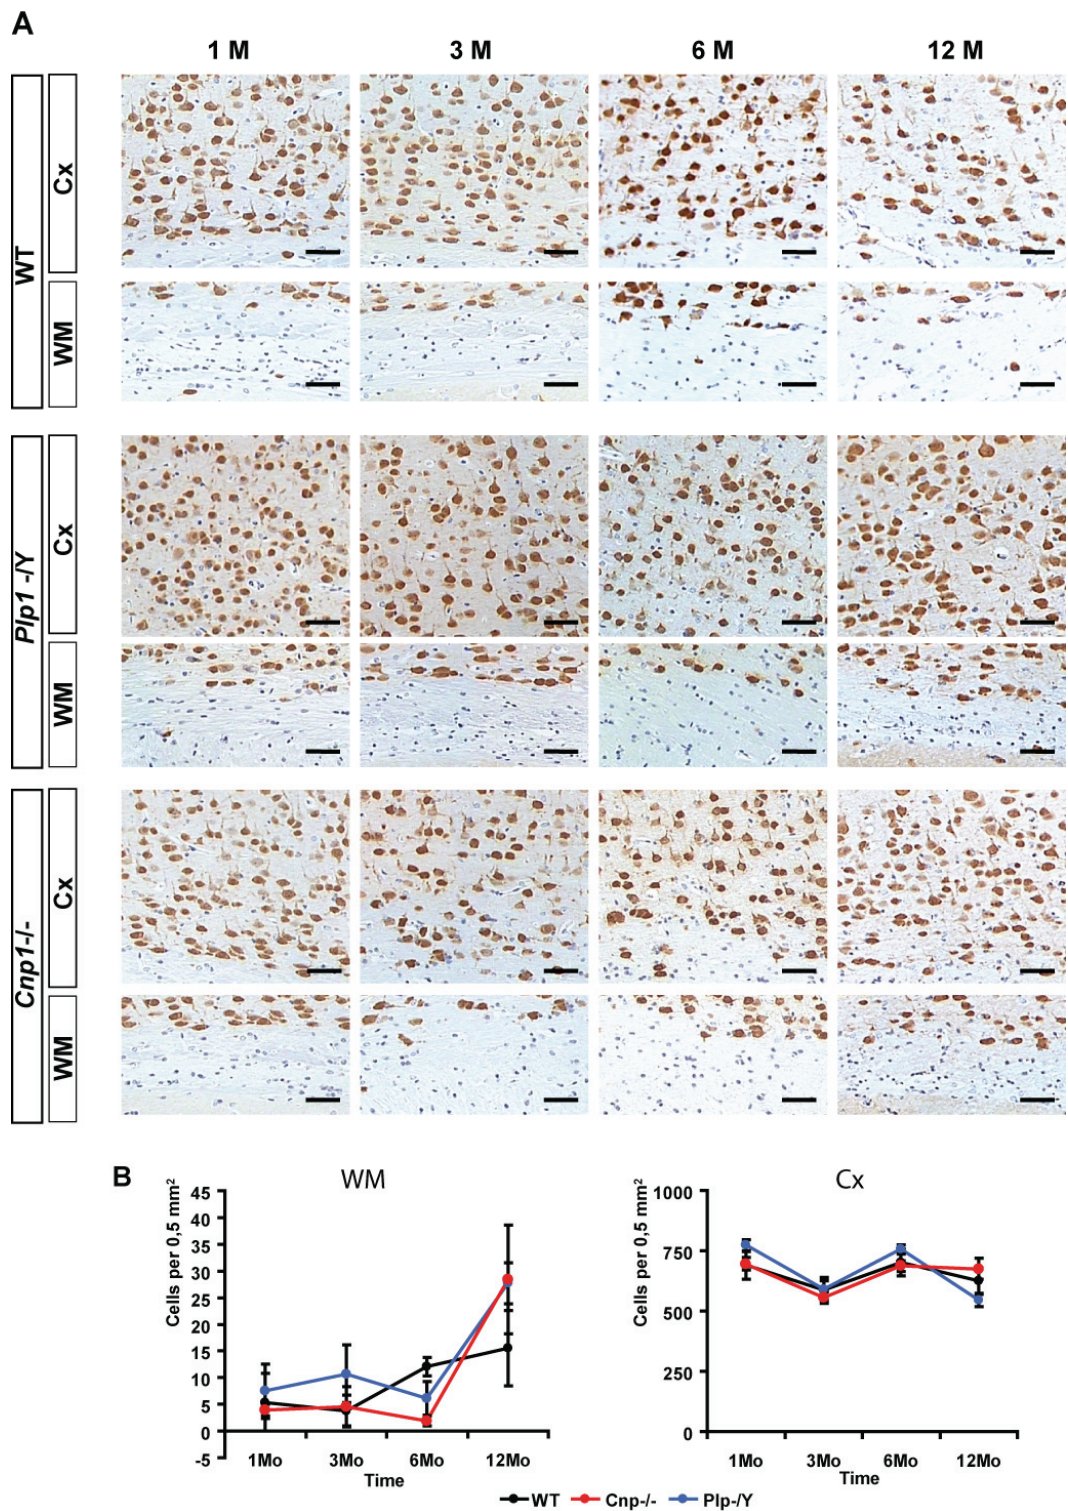 A
1 M 3 M 6 M 12 M
WT
Cx
WM
Plp1 -/Y
Cx
WM
Cnp1-/-
Cx
WM
B
WM
Cells per 0,5 mm²
45
40
35
30
25
20
15
10
5
0
-5
1Mo 3Mo 6Mo 12Mo
Time
Cx
Cells per 0,5 mm²
1000
750
500
250
0
1Mo 3Mo 6Mo 12Mo
Time
WT Cnp-/- Plp-/Y